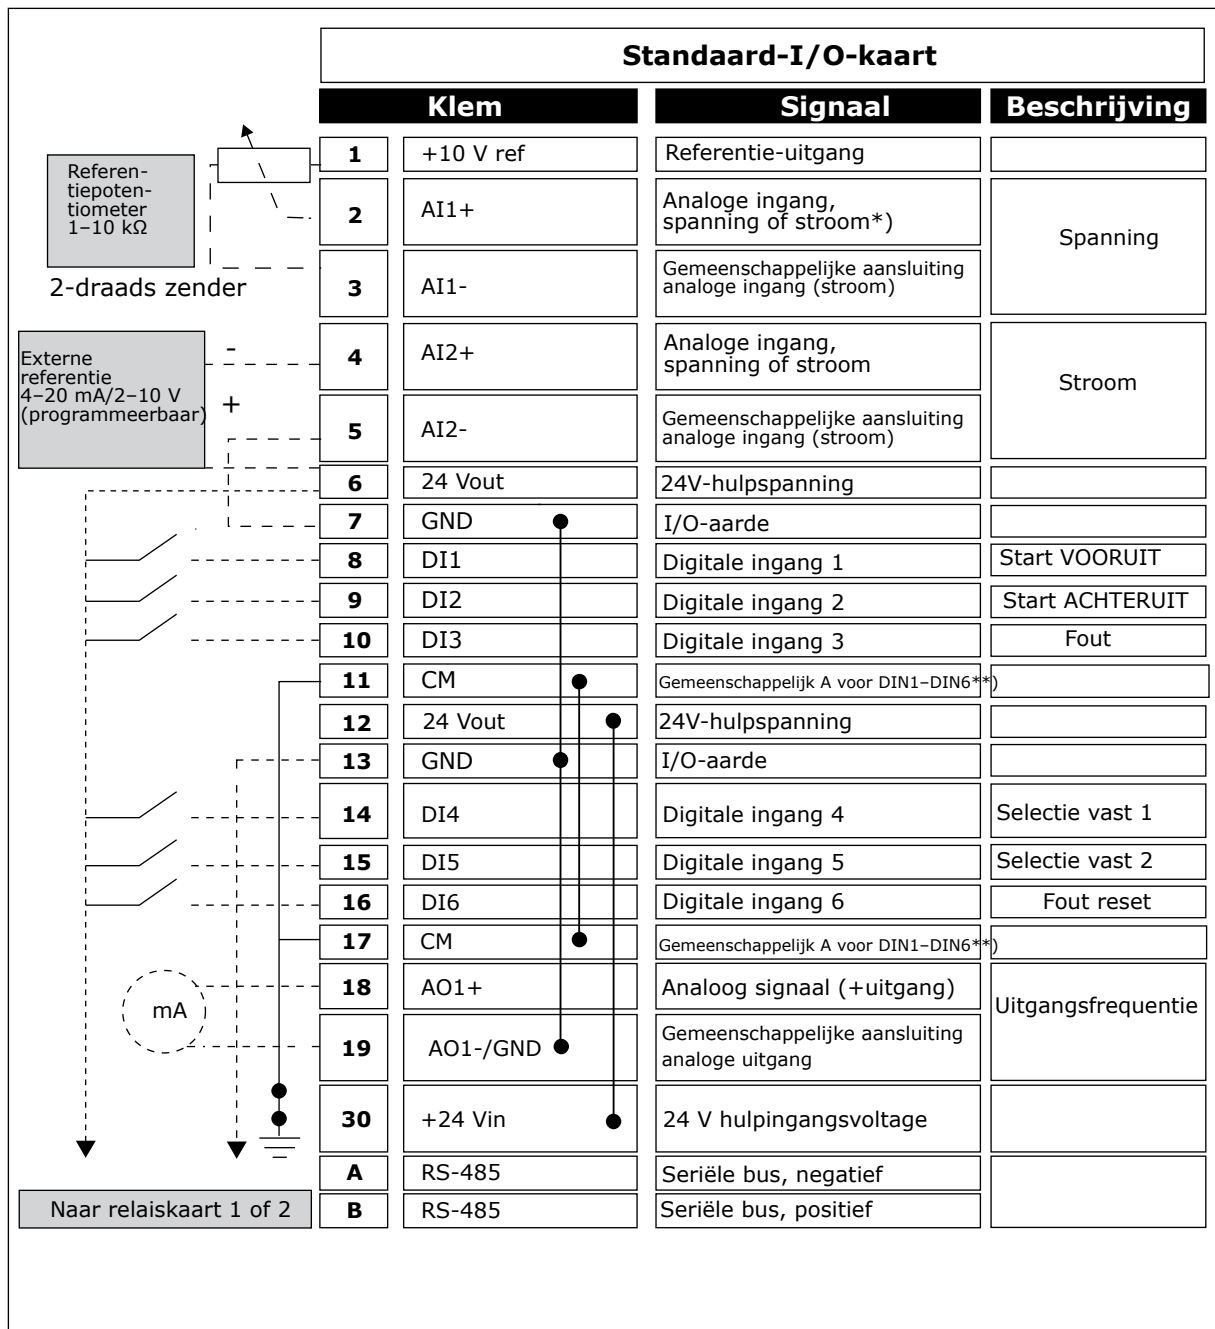 Standaard-I/O-kaart
Klem Signaal Beschrijving
Referen-
tiepoten-
tiometer
1–10 kΩ
2-draads zender
Externe
referentie
4–20 mA/2–10 V
(programmeerbaar)
-
+
mA
Naar relaiskaart 1 of 2
1 +10 V ref Referentie-uitgang
2 AI1+ Analoge ingang,
spanning of stroom*)
Spanning
3 AI1- Gemeenschappelijke aansluiting
analoge ingang (stroom)
4 AI2+ Analoge ingang,
spanning of stroom
Stroom
5 AI2- Gemeenschappelijke aansluiting
analoge ingang (stroom)
6 24 Vout 24V-hulpspanning
7 GND I/O-aarde
8 DI1 Digitale ingang 1 Start VOORUIT
9 DI2 Digitale ingang 2 Start ACHTERUIT
10 DI3 Digitale ingang 3 Fout
11 CM Gemeenschappelijk A voor DIN1–DIN6**)
12 24 Vout 24V-hulpspanning
13 GND I/O-aarde
14 DI4 Digitale ingang 4 Selectie vast 1
15 DI5 Digitale ingang 5 Selectie vast 2
16 DI6 Digitale ingang 6 Fout reset
17 CM Gemeenschappelijk A voor DIN1–DIN6**)
18 AO1+ Analoog signaal (+uitgang)
Uitgangsfrequentie
19 AO1-/GND Gemeenschappelijke aansluiting
analoge uitgang
30 +24 Vin 24 V hulpingangsvoltage
A RS-485 Seriële bus, negatief
B RS-485 Seriële bus, positief